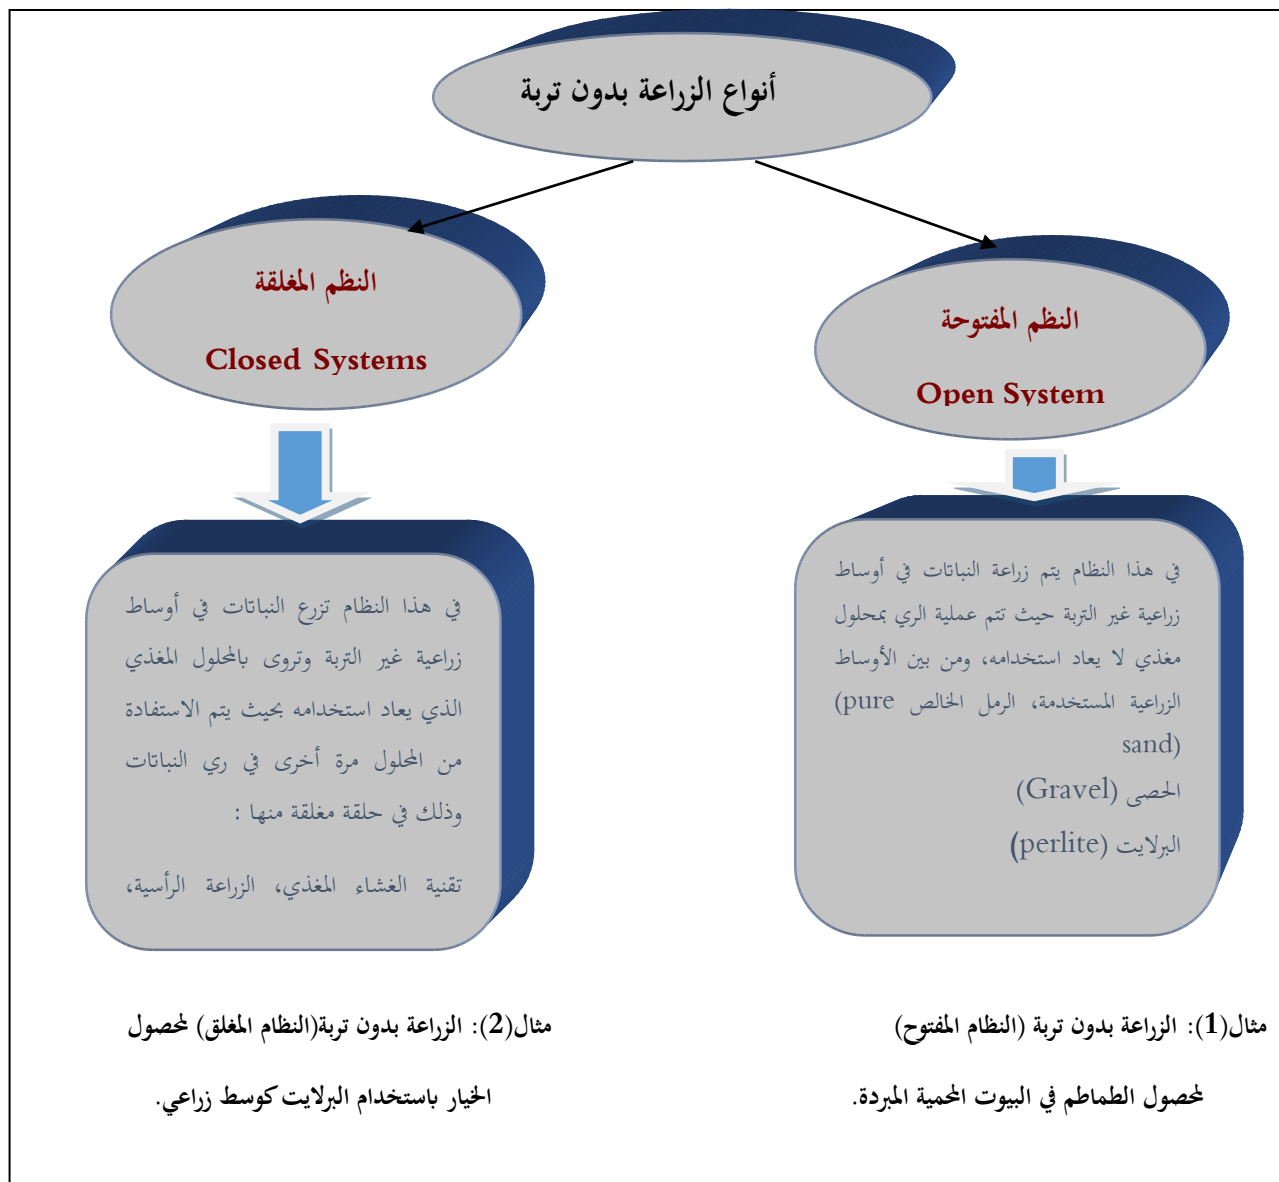 أنواع الزراعة بدون تربة
النظم المفتوحة
Open System
في هذا النظام يتم زراعة النباتات في أوساط
زراعية غير التربة حيث تتم عملية الري بمحلول
مغذي لا يعاد استخدامه، ومن بين الأوساط
الزراعية المستخدمة، الرمل الخالص (pure
sand)
الحصى (Gravel)
البرلايت (perlite)
مثال(1): الزراعة بدون تربة (النظام المفتوح)
لمحصول الطماطم في البيوت المحمية المبردة.
النظم المغلقة
Closed Systems
في هذا النظام تزرع النباتات في أوساط
زراعية غير التربة وتروى بالمحلول المغذي
الذي يعاد استخدامه بحيث يتم الاستفادة
من المحلول مرة أخرى في ري النباتات
وذلك في حلقة مغلقة منها :
تقنية الغشاء المغذي، الزراعة الرأسية،
مثال(2): الزراعة بدون تربة(النظام المغلق) لمحصول
الخيار باستخدام البرلايت كوسط زراعي.